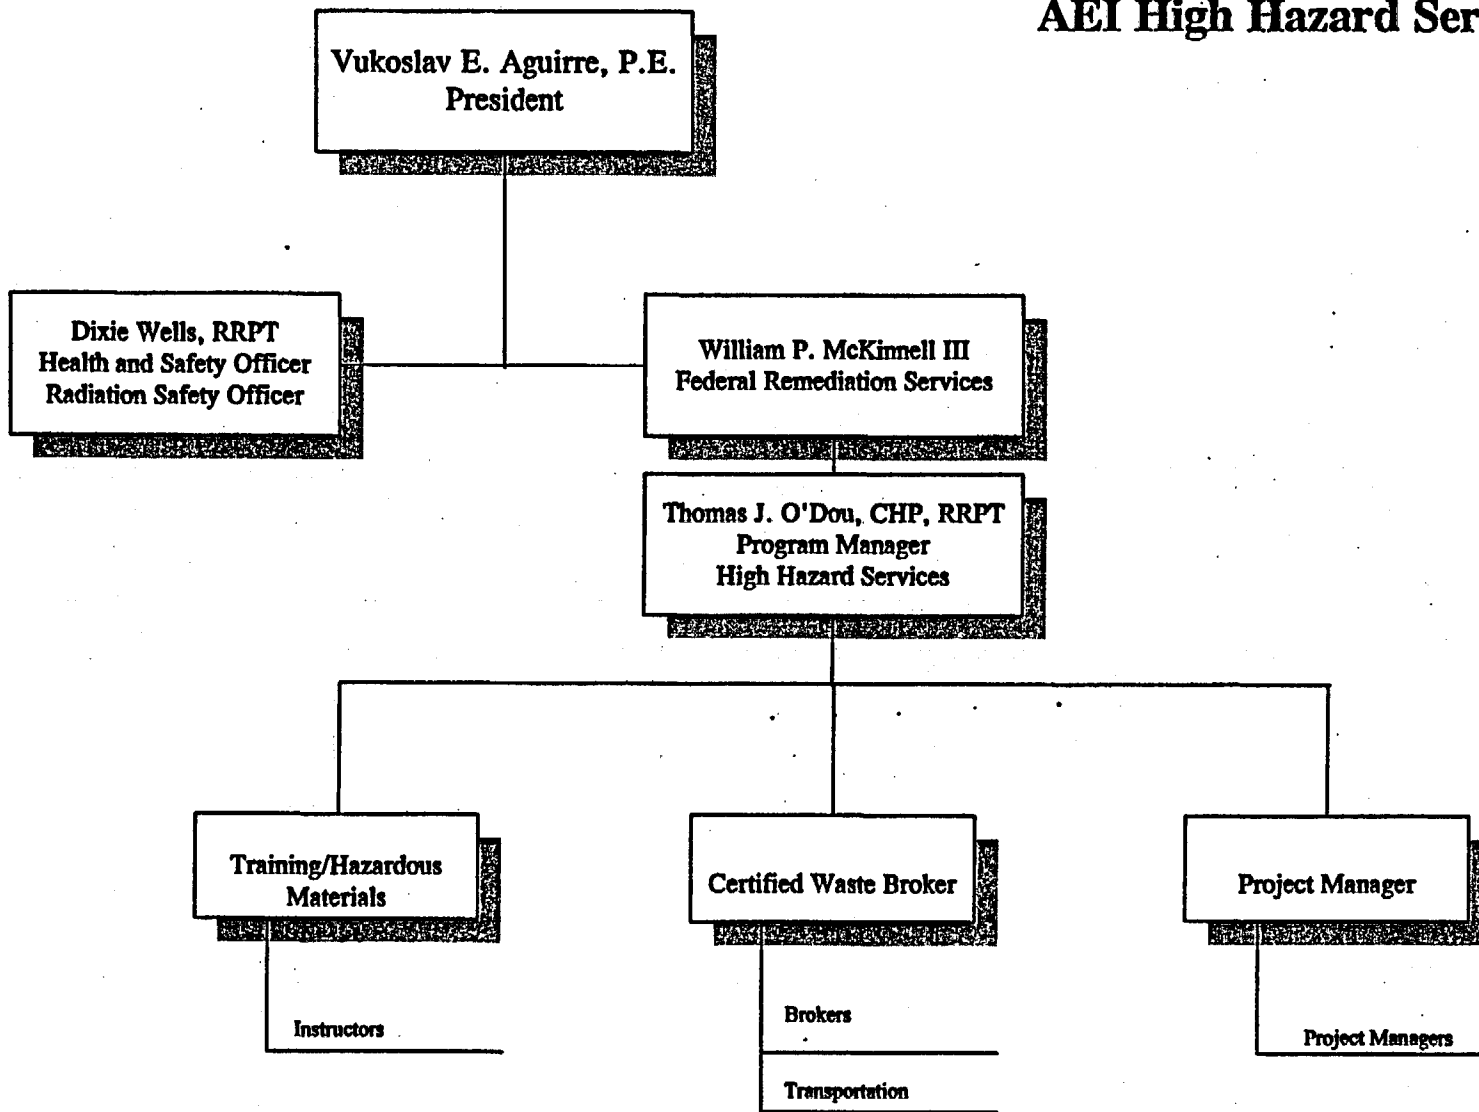 AEI High Hazard Ser
Vukoslav E. Aguirre, P.E.
President
Dixie Wells, RRPT
Health and Safety Officer
Radiation Safety Officer
William P. McKinnell III
Federal Remediation Services
Thomas J. O'Dou, CHP, RRPT
Program Manager
High Hazard Services
Training/Hazardous
Materials
Certified Waste Broker
Project Manager
Instructors
Brokers
Transportation
Project Managers